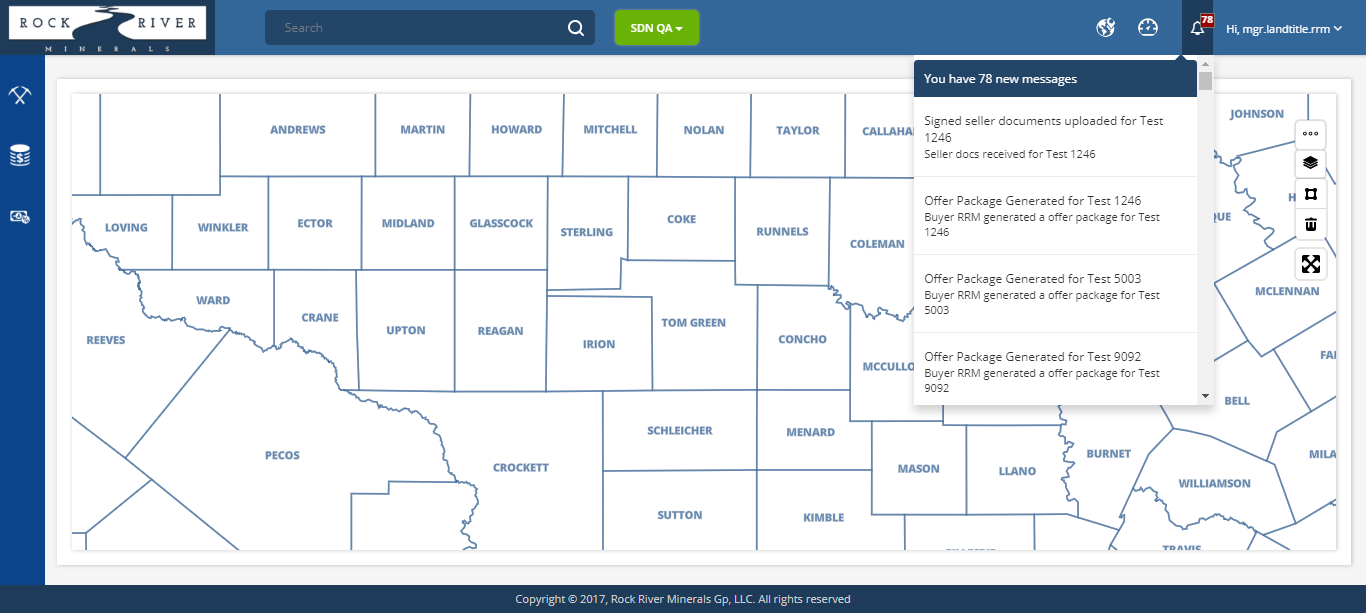 ROCK RIVER
MINERALS
Search
SDN QA
78
Hi, mgr.landtitle.rrm
You have 78 new messages
Signed seller documents uploaded for Test
1246
Seller docs received for Test 1246
Offer Package Generated for Test 1246
Buyer RRM generated a offer package for Test
1246
Offer Package Generated for Test 5003
Buyer RRM generated a offer package for Test
5003
Offer Package Generated for Test 9092
Buyer RRM generated a offer package for Test
9092
JOHNSON
ANDREWS MARTIN HOWARD MITCHELL NOLAN TAYLOR CALLAHA
H
QUE
LOVING WINKLER ECTOR MIDLAND GLASSCOCK STERLING COKE RUNNELS COLEMAN
MCLENNAN
WARD CRANE UPTON REAGAN IRION TOM GREEN CONCHO MCCULLO
REEVES
FA
BELL
SCHLEICHER MENARD
PECOS CROCKETT MASON LLANO BURNET MILA
WILLIAMSON
SUTTON KIMBLE
TRAVIS
Copyright © 2017, Rock River Minerals Gp, LLC. All rights reserved